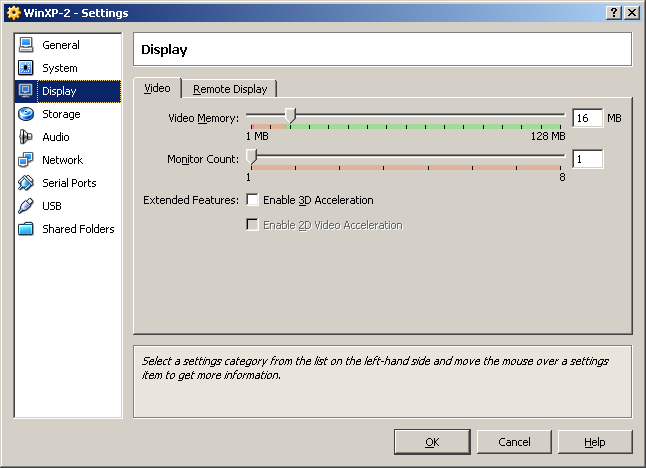 WinXP-2 - Settings
General
System
Display
Storage
Audio
Network
Serial Ports
USB
Shared Folders
Display
Video
Remote Display
Video Memory:
16 MB
1 MB
128 MB
Monitor Count:
1
1
8
Extended Features:
Enable 3D Acceleration
Enable 2D Video Acceleration
Select a settings category from the list on the left-hand side and move the mouse over a settings
item to get more information.
OK
Cancel
Help